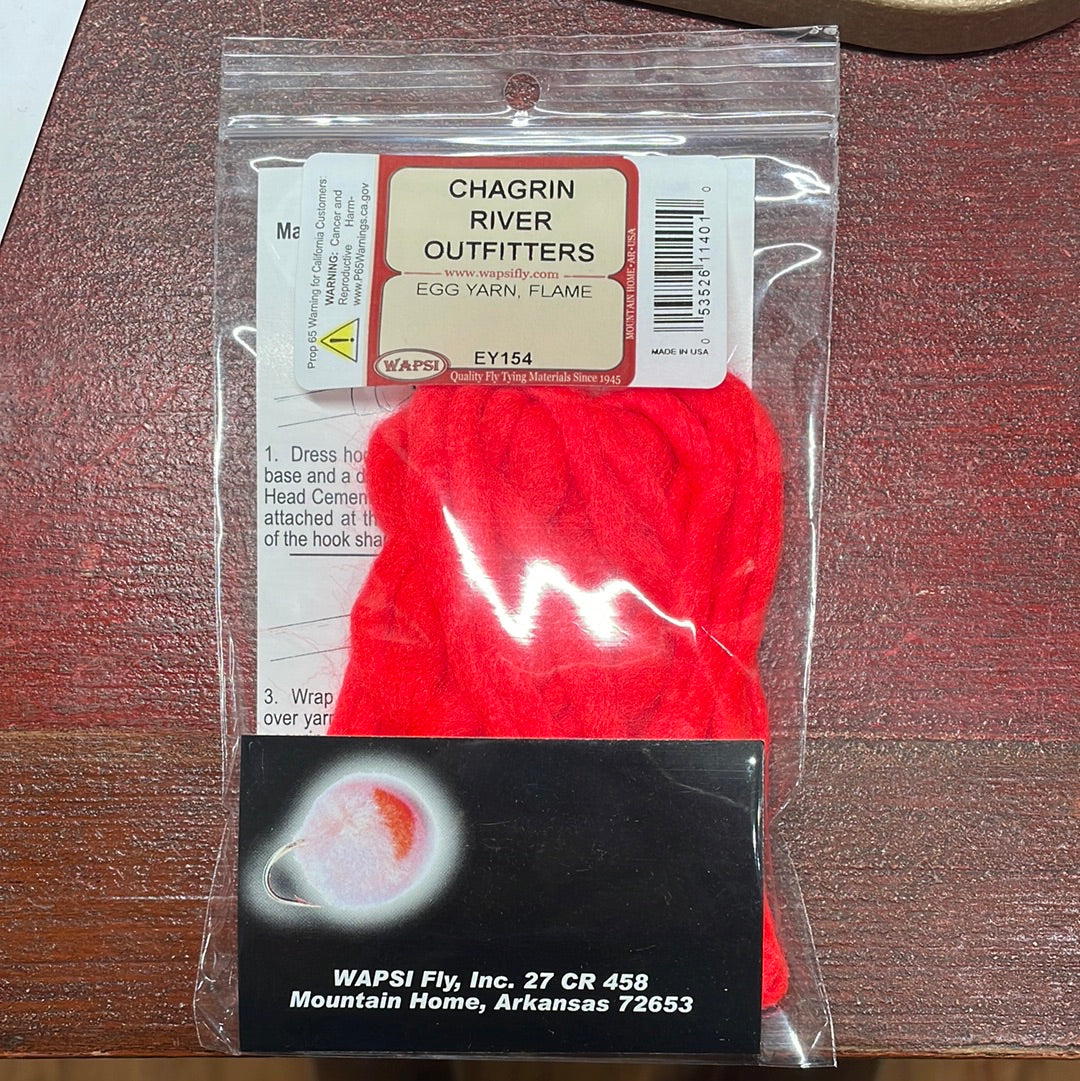 Prop 65 Warning for California Customers:
WARNING: Cancer and
Reproductive Harm-
www.P65Warnings.ca.gov
CHAGRIN
RIVER
OUTFITTERS
www.wapsifly.com
EGG YARN, FLAME
EY154
WAPSI
Quality Fly Tying Materials Since 1945
MOUNTAIN HOME • AR • USA
0 53526 11401 0
MADE IN USA
Ma
1. Dress hoo
base and a d
Head Cemen
attached at th
of the hook sha
3. Wrap
over yarn
WAPSI Fly, Inc. 27 CR 458
Mountain Home, Arkansas 72653